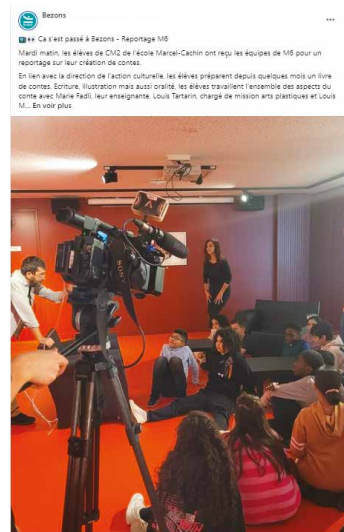 Bezons
Ca s'est passé à Bezons - Reportage M6
Mardi matin, les élèves de CM2 de l'école Marcel-Cachin ont reçu les équipes de M6 pour un
reportage sur leur création de contes.
En lien avec la direction de l'action culturelle, les élèves préparent depuis quelques mois un livre
de contes. Ecriture, illustration mais aussi oralité, les élèves travaillent l'ensemble des aspects du
conte avec Marie Fadli, leur enseignante, Louis Tartarin, chargé de mission arts plastiques et Louis
M... En voir plus
SONY